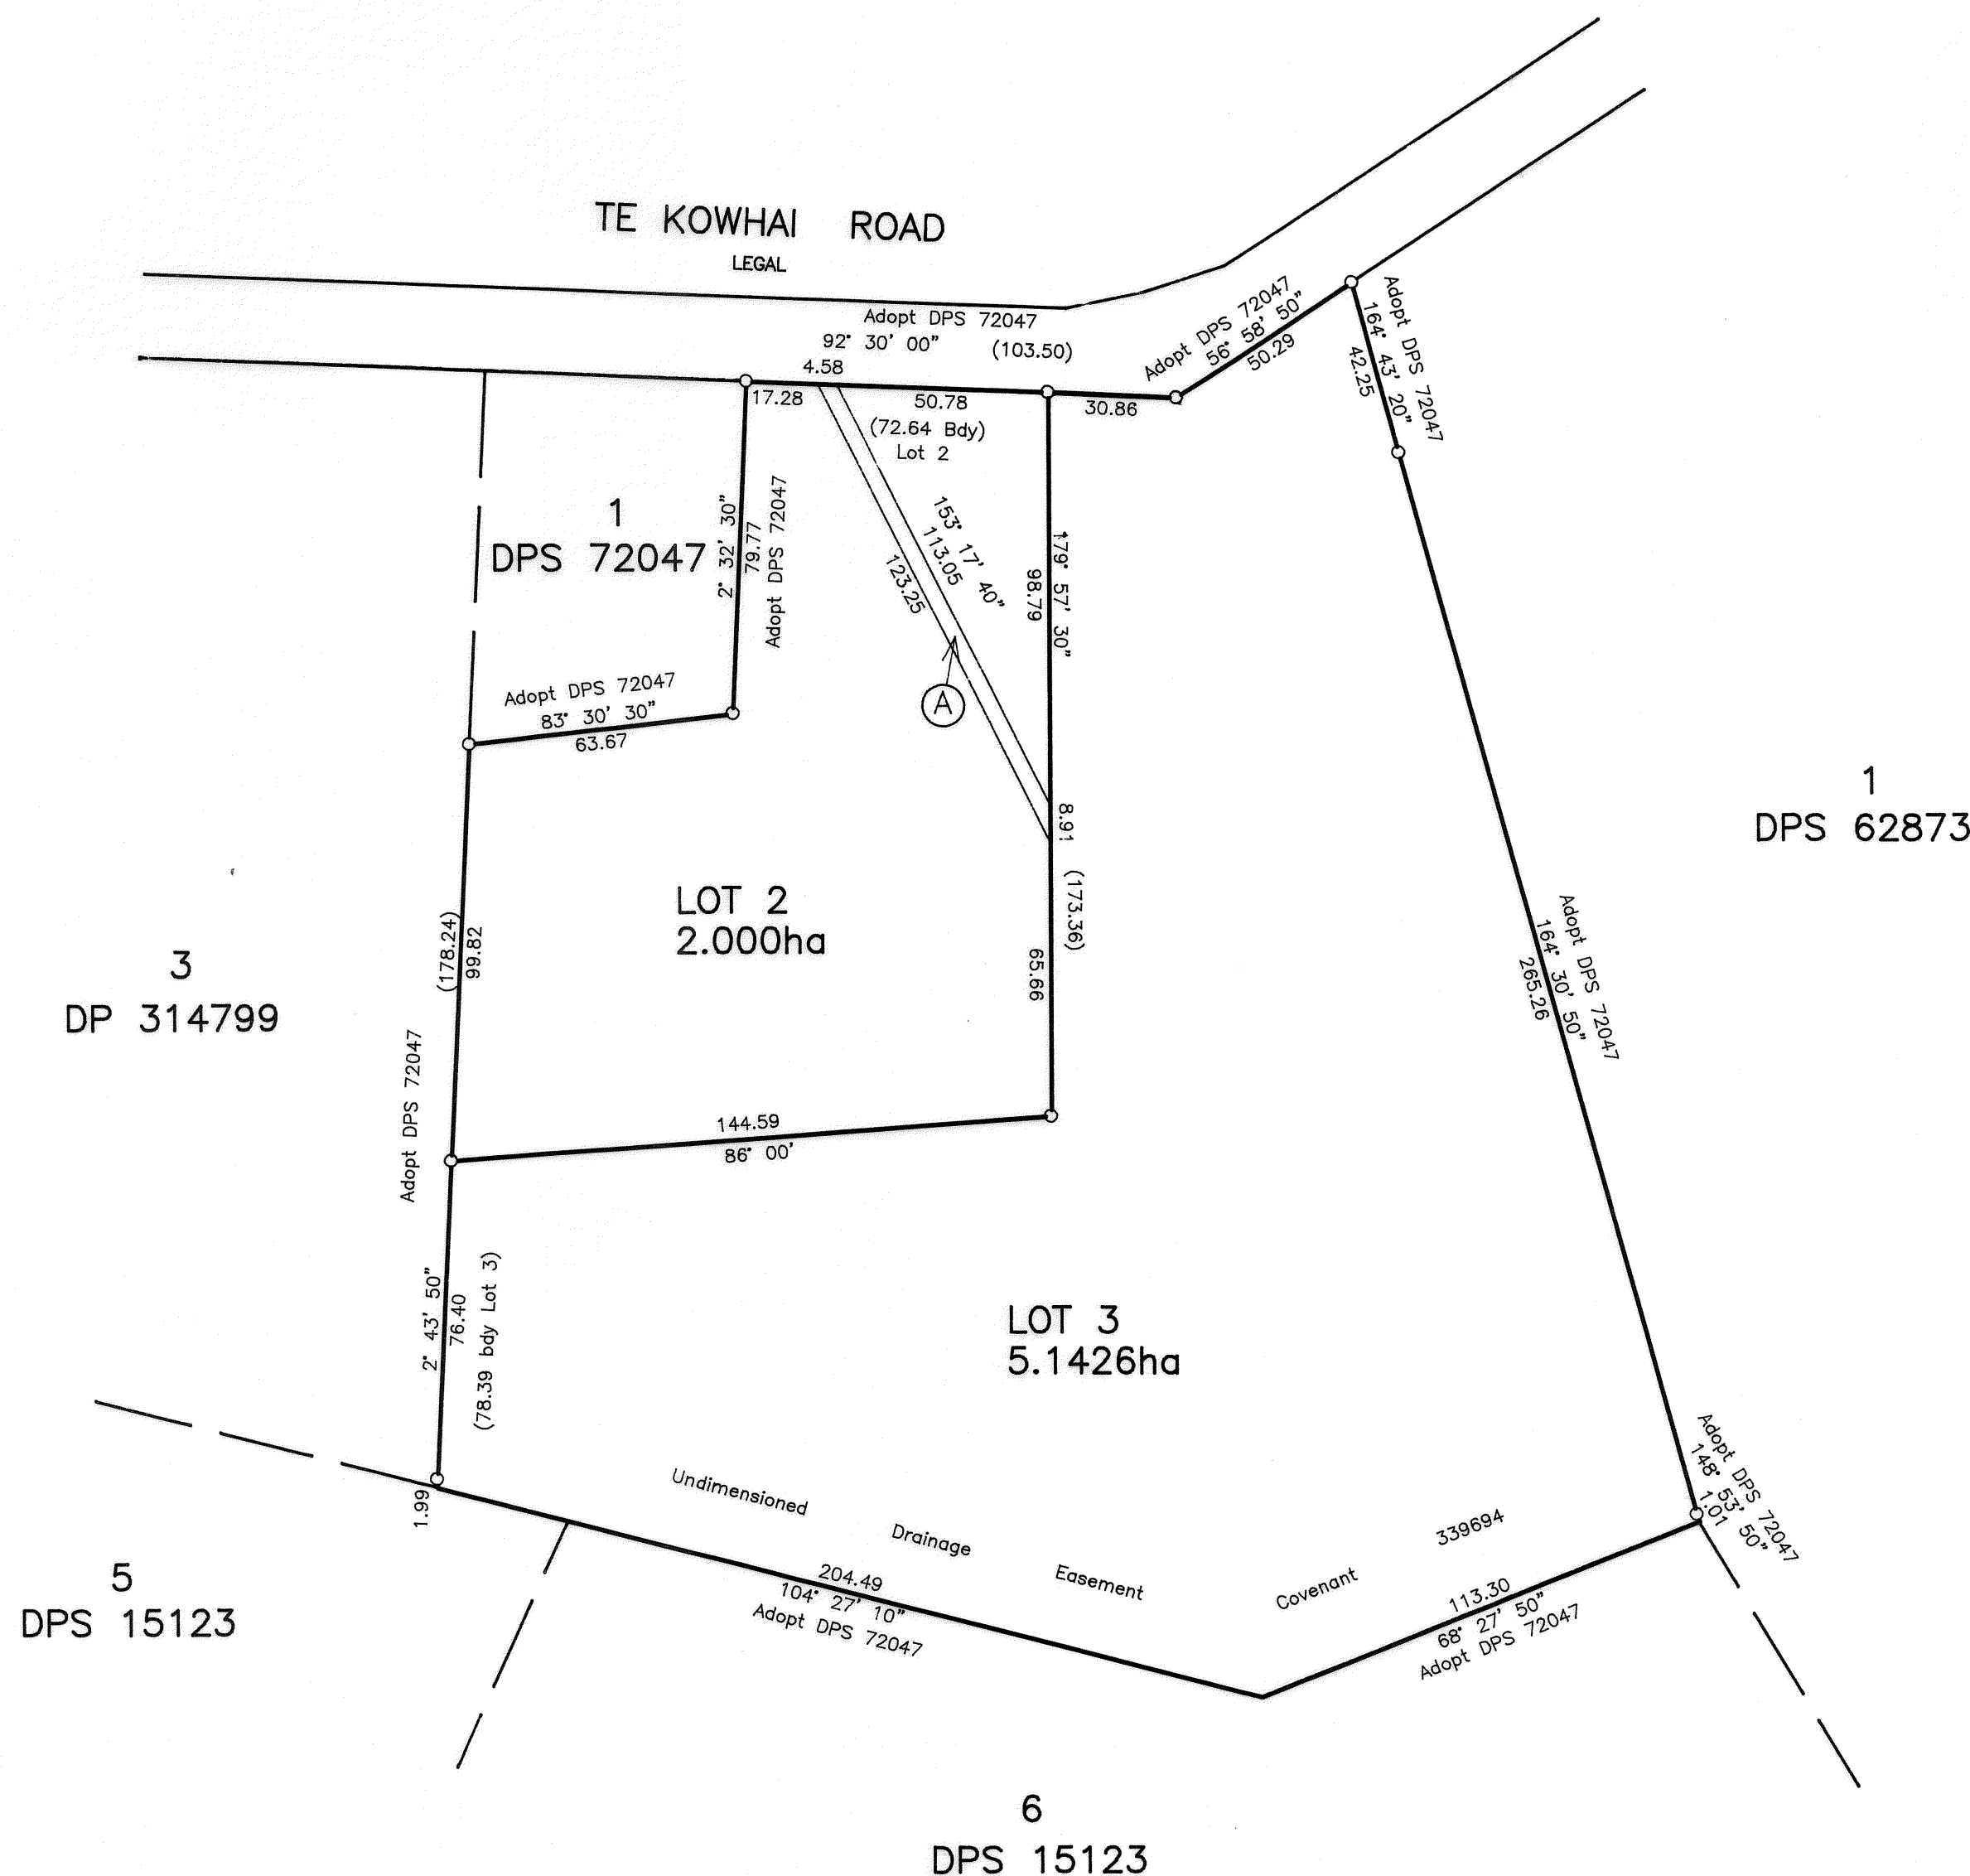 TE KOWHAI ROAD
LEGAL
Adopt DPS 72047
92° 30' 00" (103.50)
4.58
17.28
50.78
(72.64 Bdy)
Lot 2
30.86
Adopt DPS 72047
56° 58' 50"
50.29
Adopt DPS 72047
164° 43' 20"
42.25
1
DPS 72047
2° 32' 30"
79.77
Adopt DPS 72047
153° 17' 40"
113.05
123.25
A
179° 57' 30"
98.79
Adopt DPS 72047
83° 30' 30"
63.67
8.91
(173.36)
65.66
1
DPS 62873
LOT 2
2.000ha
(178.24)
99.82
3
DP 314799
Adopt DPS 72047
Adopt DPS 72047
164° 30' 50"
265.26
144.59
86° 00'
2° 43' 50"
76.40
(78.39 bdy Lot 3)
LOT 3
5.1426ha
Adopt DPS 72047
148° 53' 50"
1.01
1.99
Undimensioned Drainage Easement Covenant 339694
204.49
104° 27' 10"
Adopt DPS 72047
113.30
68° 27' 50"
Adopt DPS 72047
5
DPS 15123
6
DPS 15123